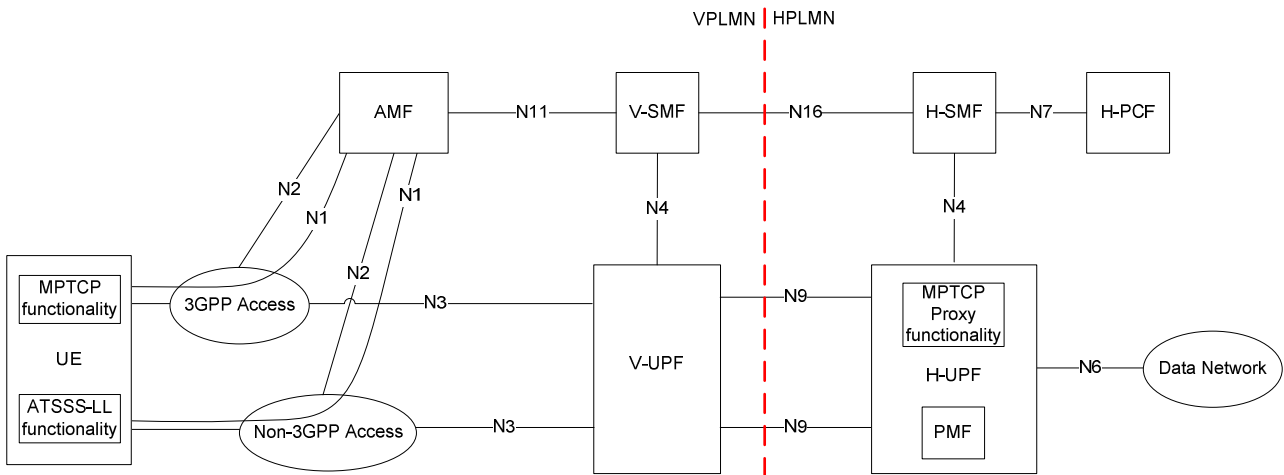 VPLMN HPLMN
AMF
N11
V-SMF
N16
H-SMF
N7
H-PCF
N2
N1
N2
N1
N4
N4
MPTCP
functionality
3GPP Access
N3
UE
ATSSS-LL
functionality
Non-3GPP Access
N3
V-UPF
N9
N9
MPTCP
Proxy
functionality
H-UPF
PMF
N6
Data Network